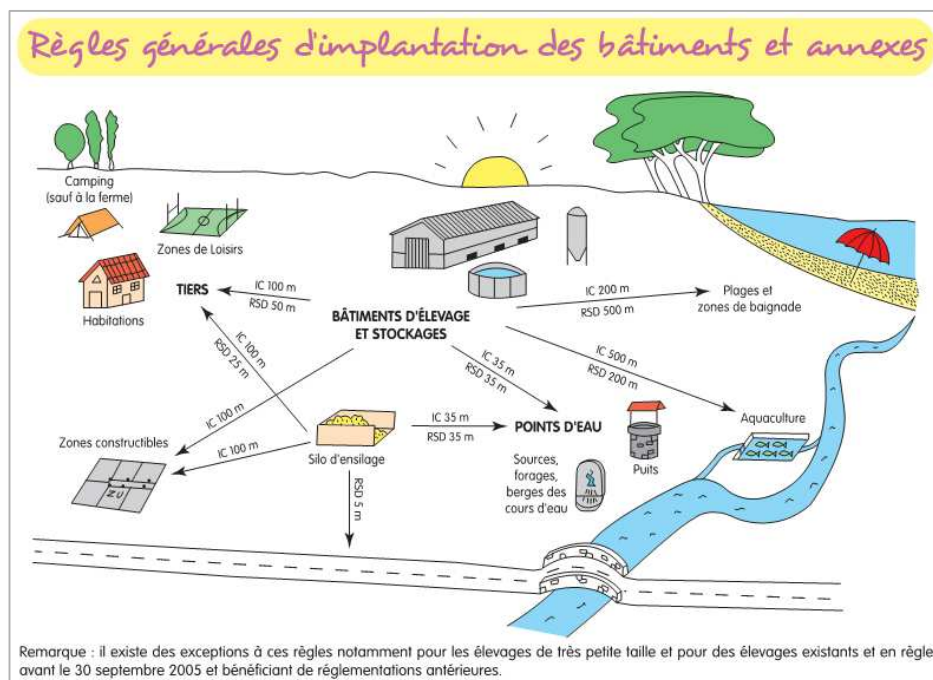 Règles générales d'implantation des bâtiments et annexes
Camping
(sauf à la ferme)
Zones de Loisirs
Habitations
TIERS
IC 100 m
RSD 50 m
BÂTIMENTS D'ÉLEVAGE
ET STOCKAGES
IC 200 m
RSD 500 m
Plages et
zones de baignade
IC 100 m
RSD 25 m
IC 35 m
RSD 35 m
IC 500 m
RSD 200 m
Aquaculture
IC 100 m
IC 100 m
Zones constructibles
ZU
Silo d'ensilage
IC 35 m
RSD 35 m
POINTS D'EAU
Puits
Sources,
forages,
berges des
cours d'eau
RSD 5 m
Remarque : il existe des exceptions à ces règles notamment pour les élevages de très petite taille et pour des élevages existants et en règle
avant le 30 septembre 2005 et bénéficiant de réglementations antérieures.